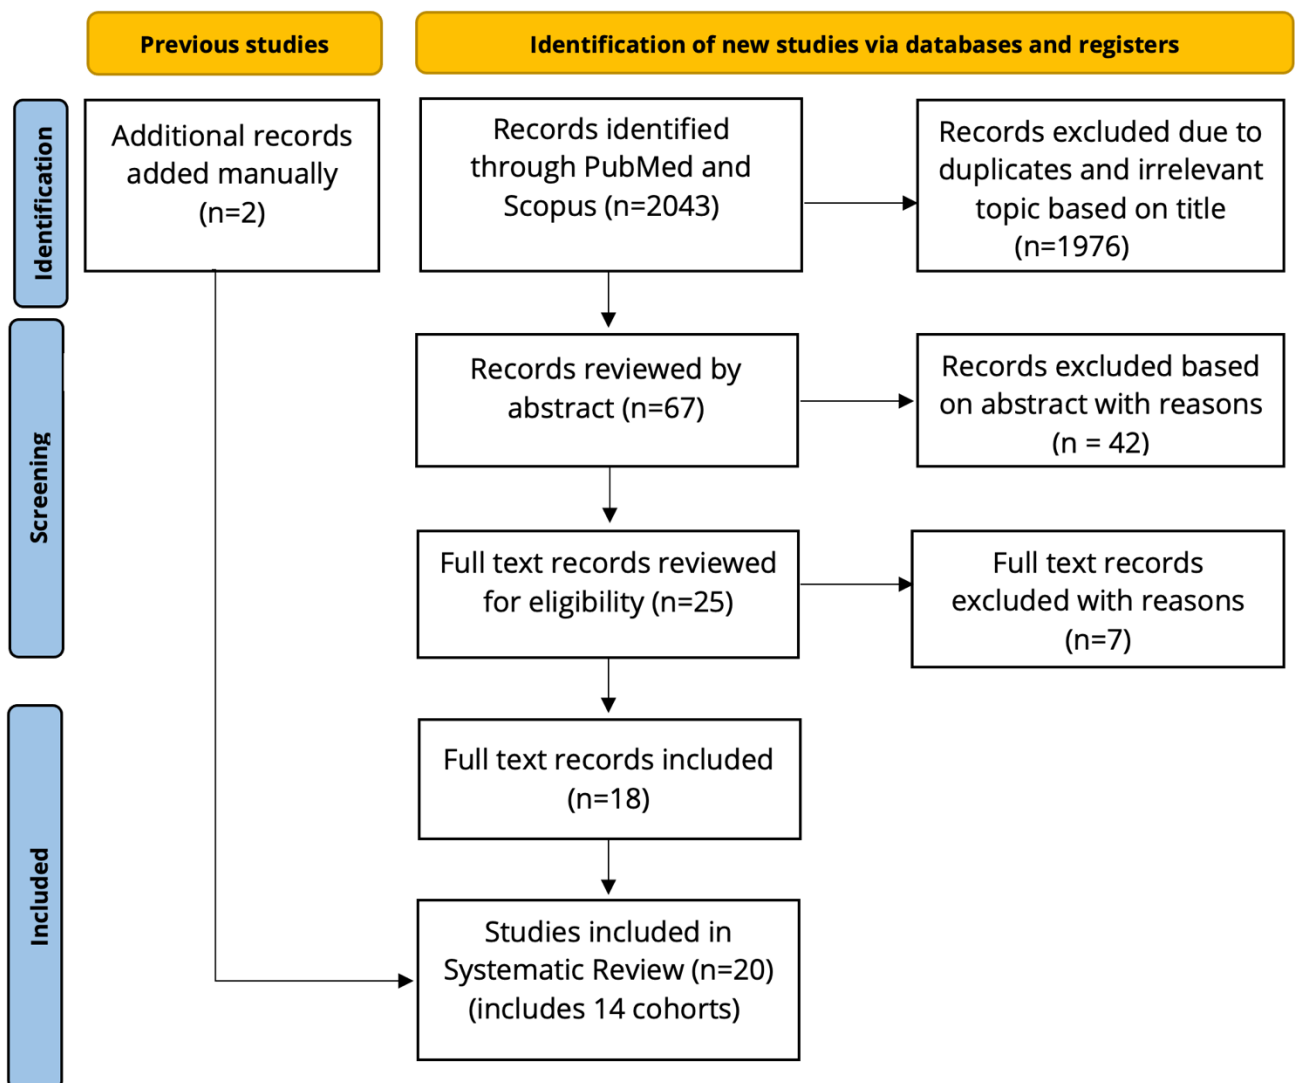 Previous studies
Identification of new studies via databases and registers
Identification
Additional records
added manually
(n=2)
Records identified
through PubMed and
Scopus (n=2043)
Records excluded due to
duplicates and irrelevant
topic based on title
(n=1976)
Screening
Records reviewed by
abstract (n=67)
Records excluded based
on abstract with reasons
(n = 42)
Full text records reviewed
for eligibility (n=25)
Full text records
excluded with reasons
(n=7)
Included
Full text records included
(n=18)
Studies included in
Systematic Review (n=20)
(includes 14 cohorts)